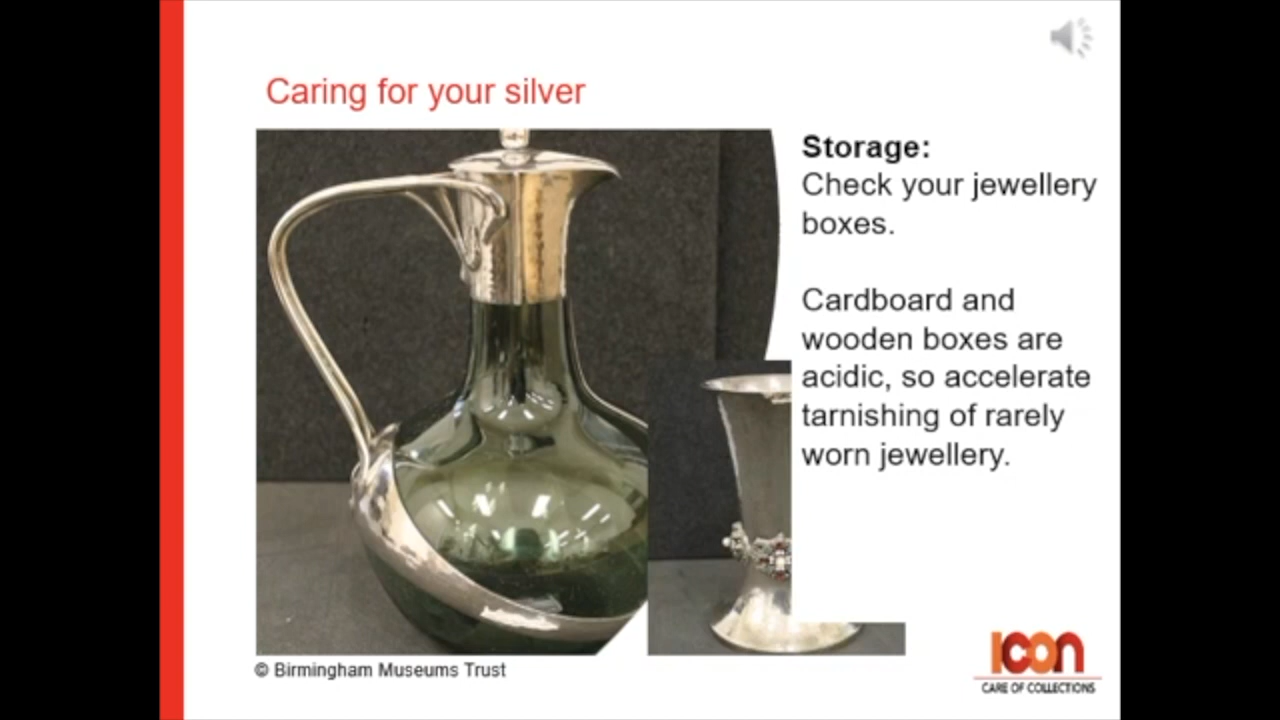 Caring for your silver
Storage:
Check your jewellery
boxes.
Cardboard and
wooden boxes are
acidic, so accelerate
tarnishing of rarely
worn jewellery.
© Birmingham Museums Trust
icon
CARE OF COLLECTIONS